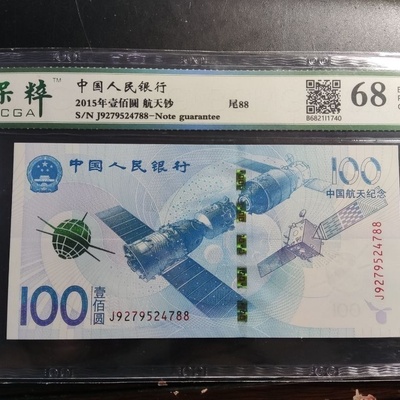 保粹 TM
CGA
中国人民银行
2015年壹佰圆 航天钞 尾88
S/N J9279524788-Note guarantee
B6821I1740
68
中国人民银行
100
中国航天纪念
J9279524788
100 壹佰圆
J9279524788